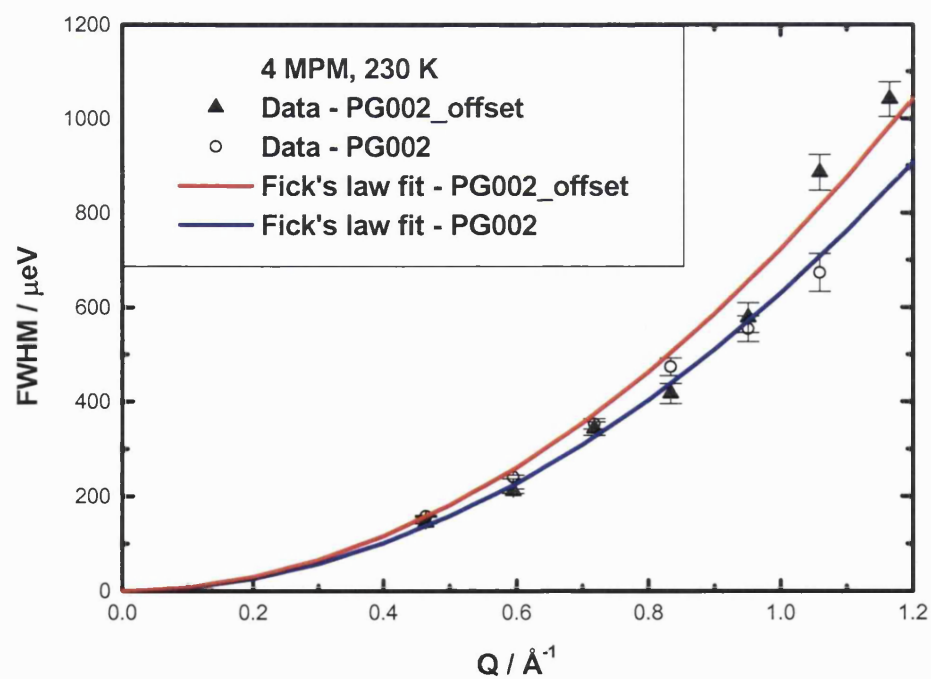 1200
1000
800
600
400
200
0
FWHM / μeV
4 MPM, 230 K
Data - PG002_offset
Data - PG002
Fick's law fit - PG002_offset
Fick's law fit - PG002
0.0 0.2 0.4 0.6 0.8 1.0 1.2
Q / Å⁻¹